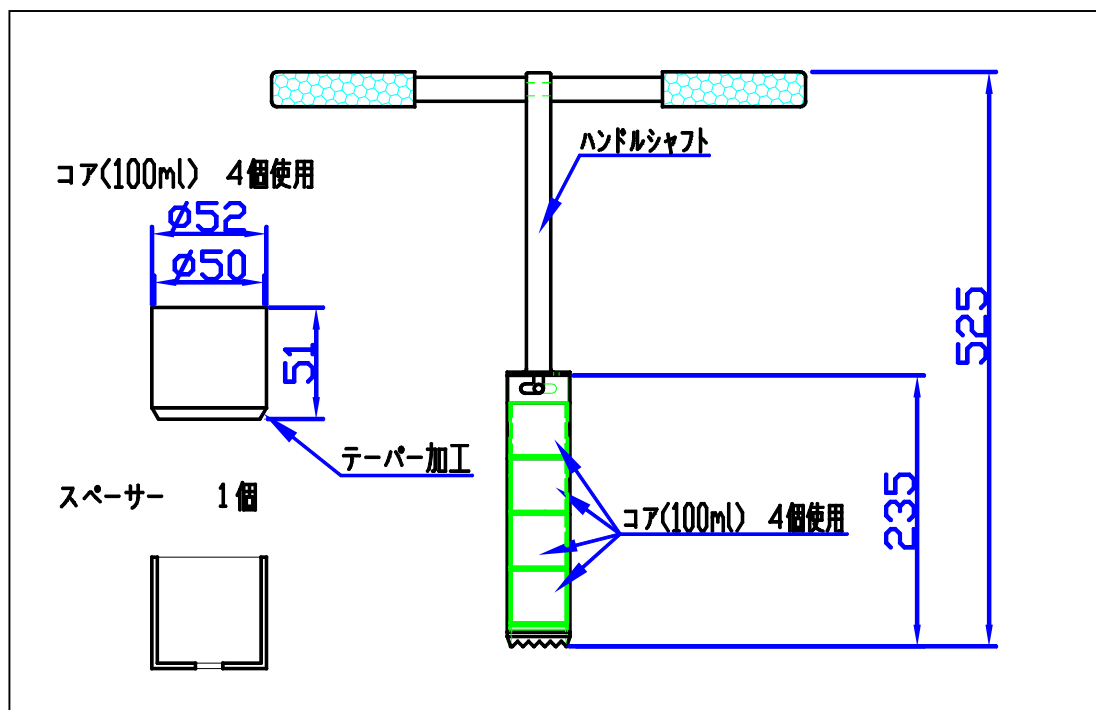 ハンドルシャフト
コア(100ml) 4個使用
ø52
ø50
51
テーパー加工
スペーサー 1個
コア(100ml) 4個使用
525
235